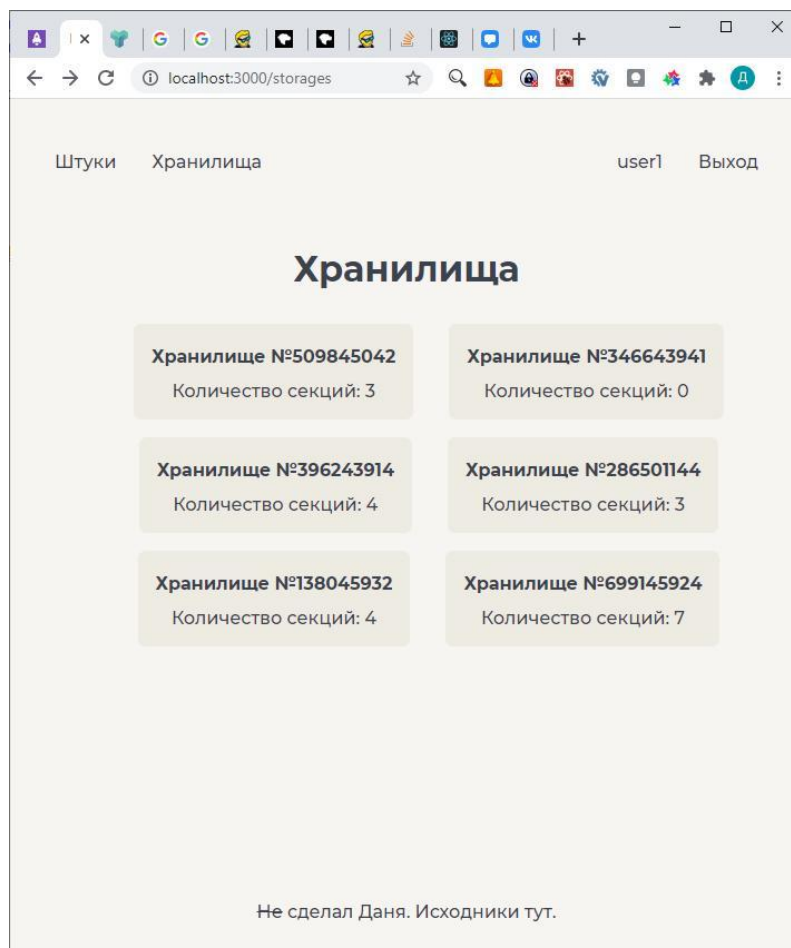 localhost:3000/storages
Д
Штуки Хранилища user1 Выход
Хранилища
Хранилище №509845042 Хранилище №346643941
Количество секций: 3 Количество секций: 0
Хранилище №396243914 Хранилище №286501144
Количество секций: 4 Количество секций: 3
Хранилище №138045932 Хранилище №699145924
Количество секций: 4 Количество секций: 7
Не сделал Даня. Исходники тут.